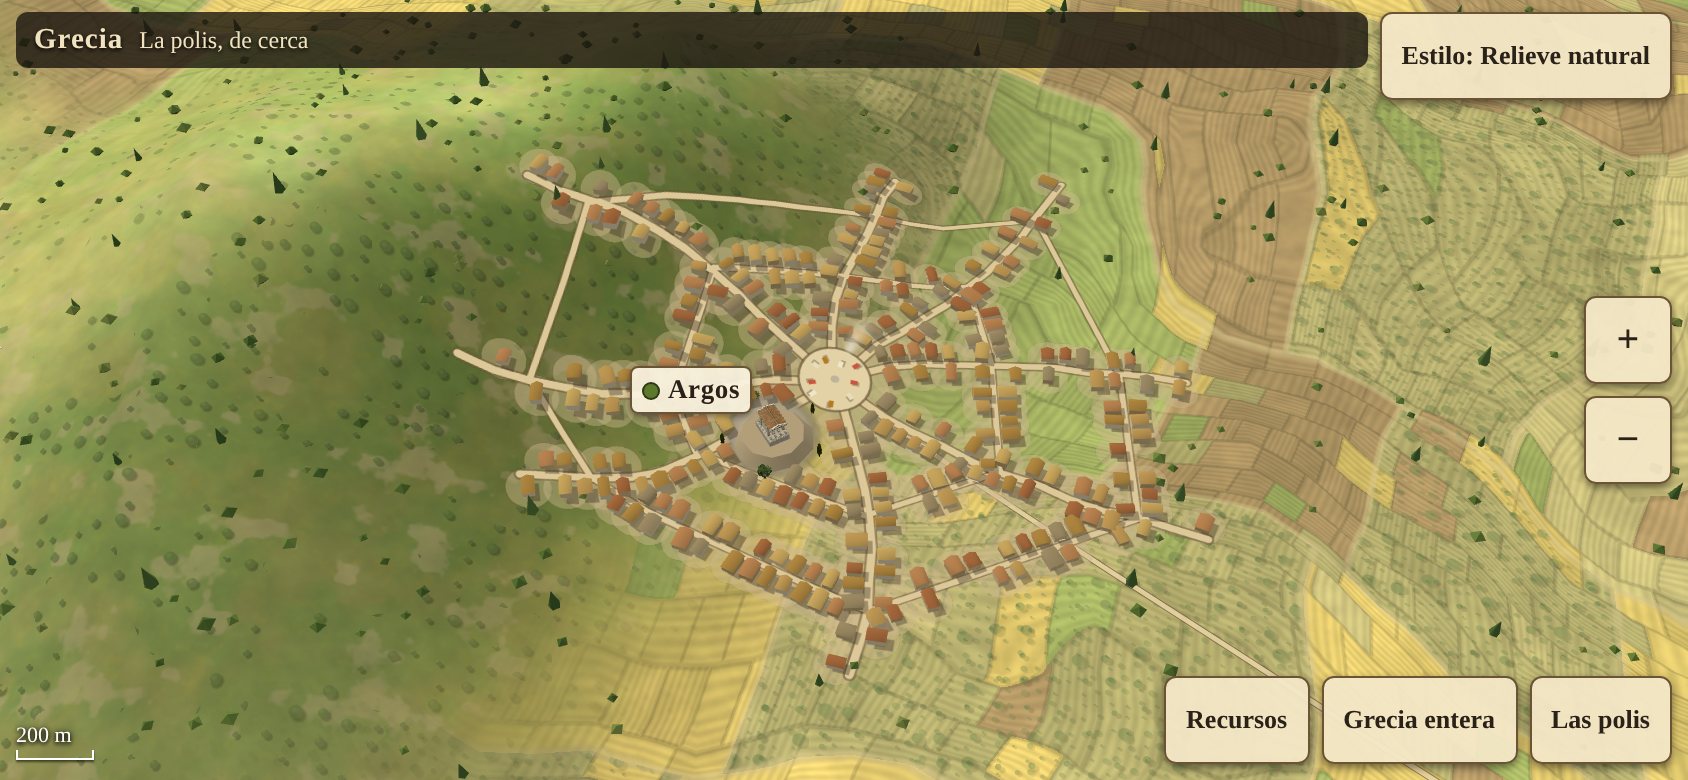 Grecia La polis, de cerca
Estilo: Relieve natural
+
−
Argos
200 m
Recursos
Grecia entera
Las polis